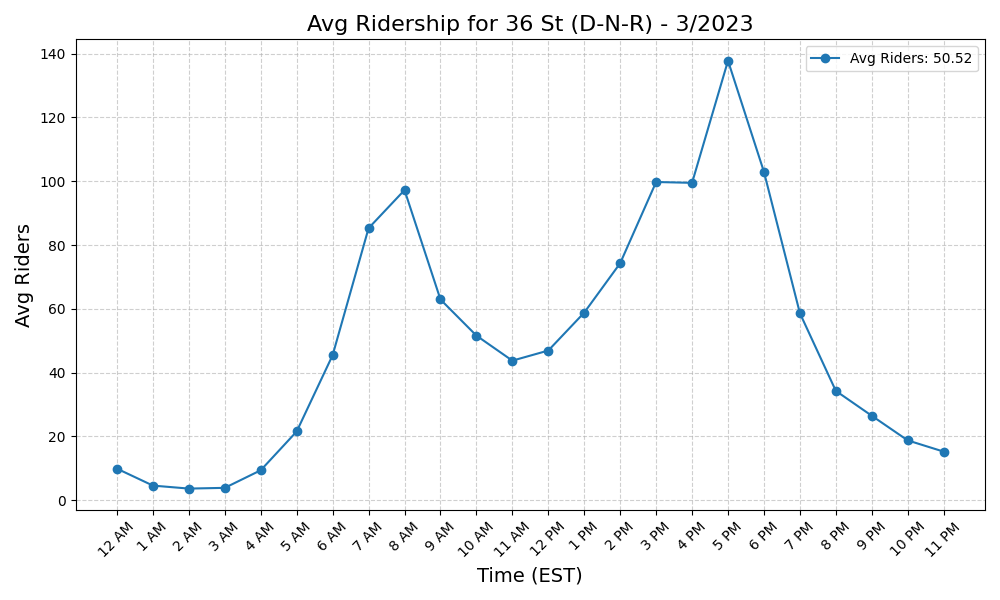 Avg Ridership for 36 St (D-N-R) - 3/2023
Avg Riders: 50.52
Avg Riders
140
120
100
80
60
40
20
0
12 AM
1 AM
2 AM
3 AM
4 AM
5 AM
6 AM
7 AM
8 AM
9 AM
10 AM
11 AM
12 PM
1 PM
2 PM
3 PM
4 PM
5 PM
6 PM
7 PM
8 PM
9 PM
10 PM
11 PM
Time (EST)